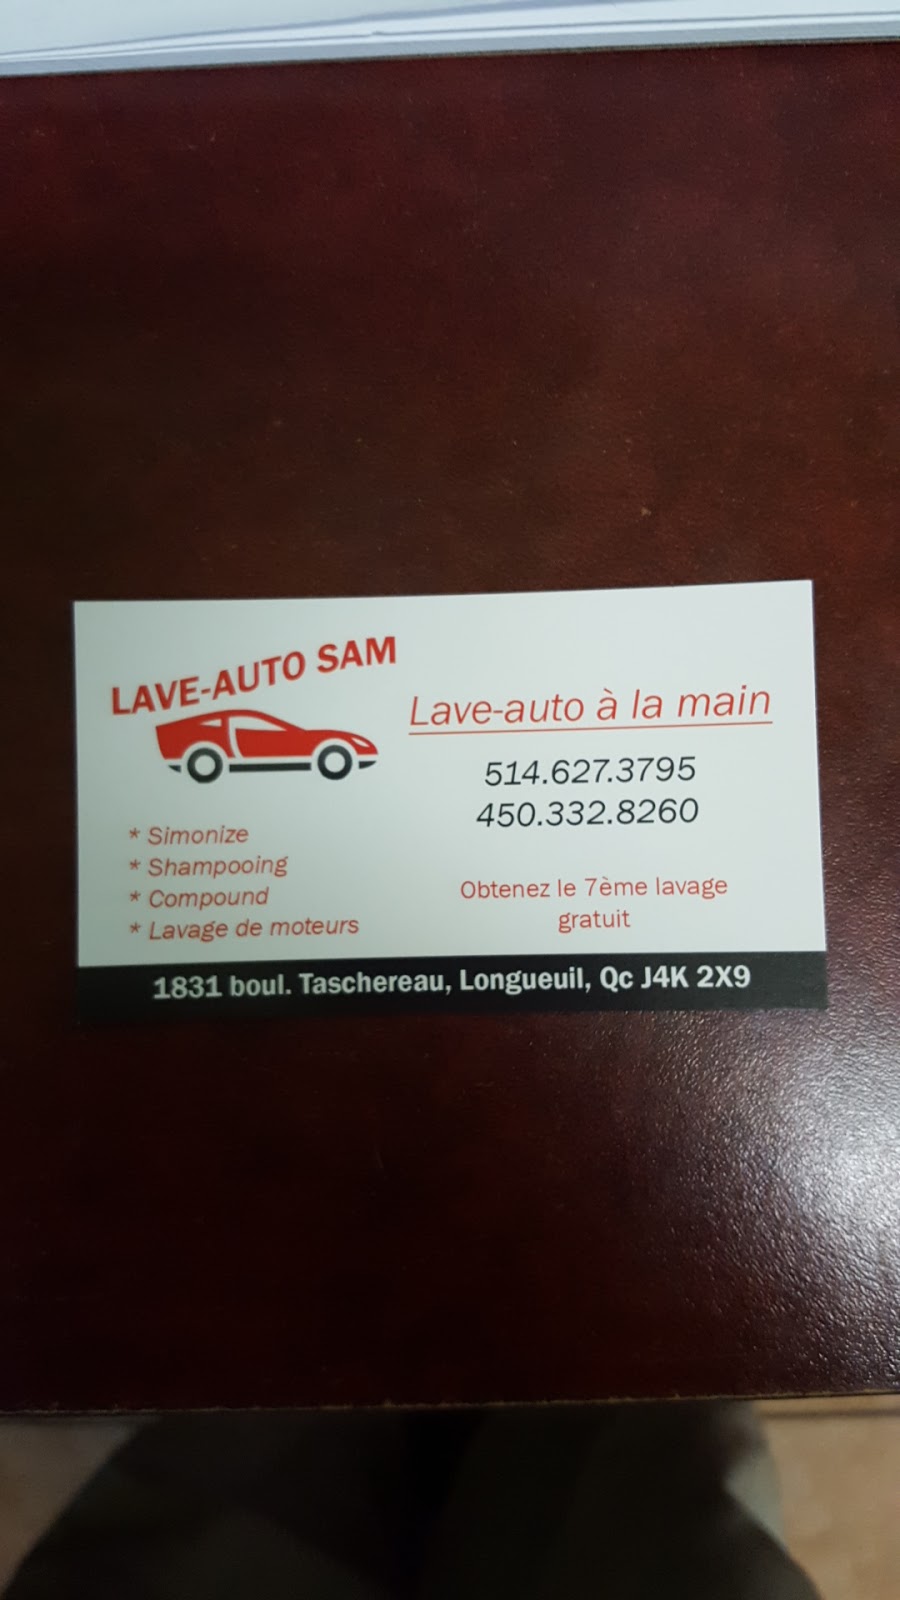 LAVE-AUTO SAM
Lave-auto à la main
514.627.3795
450.332.8260
* Simonize
* Shampooing
* Compound
* Lavage de moteurs
Obtenez le 7ème lavage
gratuit
1831 boul. Taschereau, Longueuil, Qc J4K 2X9